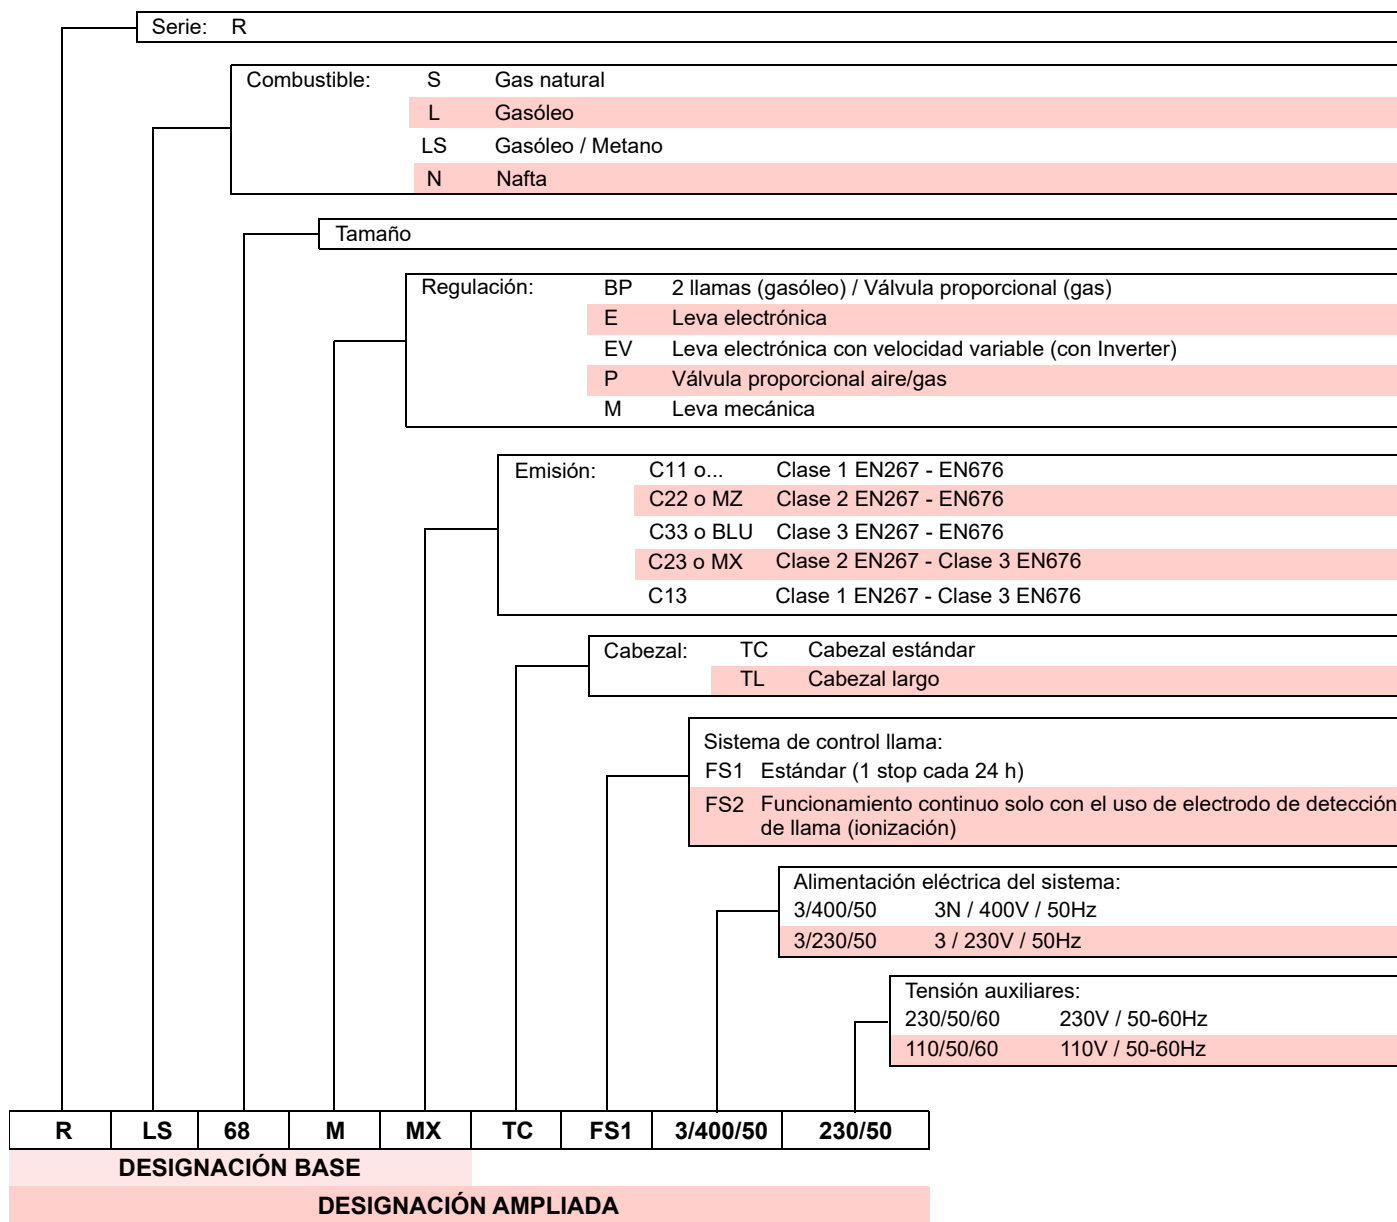 Serie: R
Combustible: S Gas natural
L Gasóleo
LS Gasóleo / Metano
N Nafta
Tamaño
Regulación: BP 2 llamas (gasóleo) / Válvula proporcional (gas)
E Leva electrónica
EV Leva electrónica con velocidad variable (con Inverter)
P Válvula proporcional aire/gas
M Leva mecánica
Emisión: C11 o... Clase 1 EN267 - EN676
C22 o MZ Clase 2 EN267 - EN676
C33 o BLU Clase 3 EN267 - EN676
C23 o MX Clase 2 EN267 - Clase 3 EN676
C13 Clase 1 EN267 - Clase 3 EN676
Cabezal: TC Cabezal estándar
TL Cabezal largo
Sistema de control llama:
FS1 Estándar (1 stop cada 24 h)
FS2 Funcionamiento continuo solo con el uso de electrodo de detección
de llama (ionización)
Alimentación eléctrica del sistema:
3/400/50 3N / 400V / 50Hz
3/230/50 3 / 230V / 50Hz
Tensión auxiliares:
230/50/60 230V / 50-60Hz
110/50/60 110V / 50-60Hz
R LS 68 M MX TC FS1 3/400/50 230/50
DESIGNACIÓN BASE
DESIGNACIÓN AMPLIADA